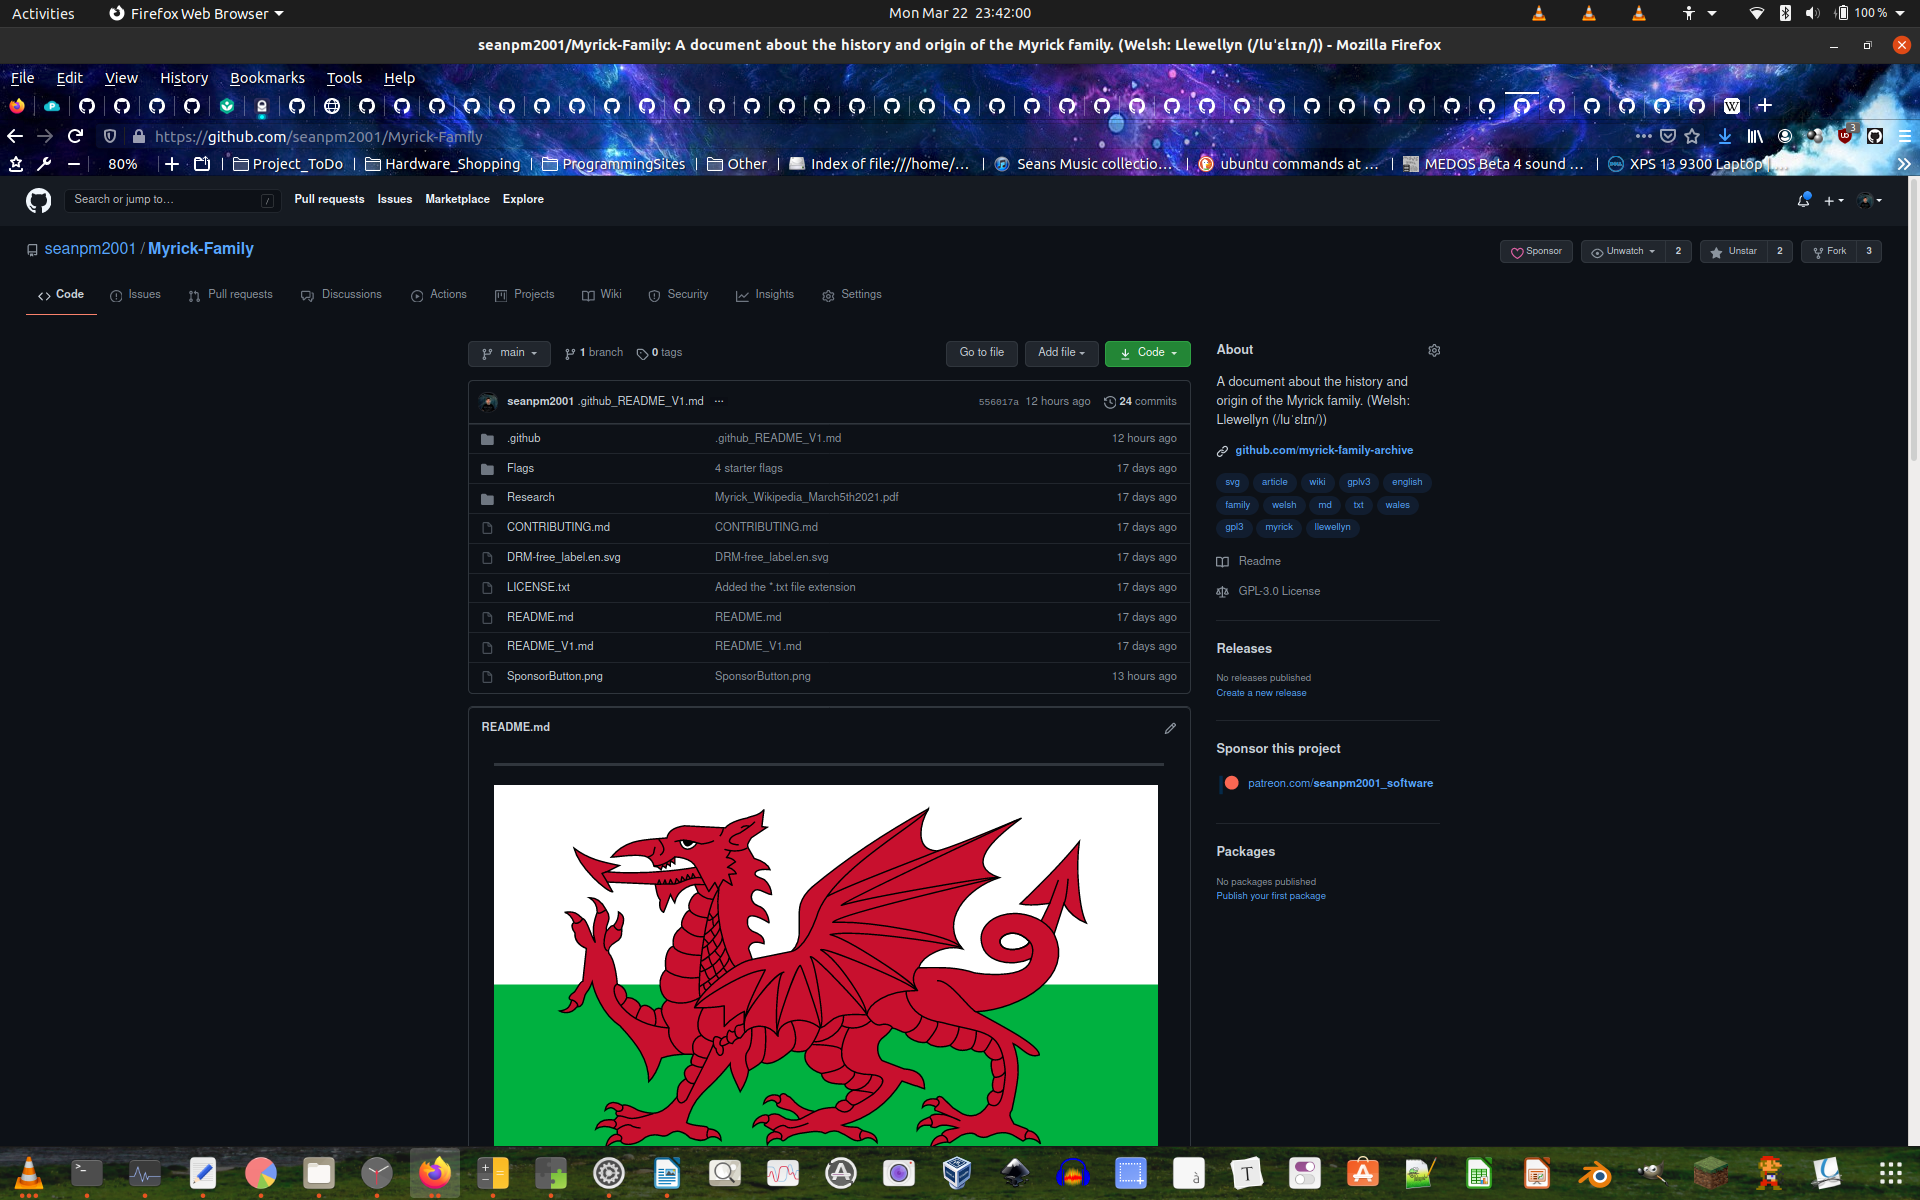 Activities
Firefox Web Browser
Mon Mar 22 23:42:00
100 %
seanpm2001/Myrick-Family: A document about the history and origin of the Myrick family. (Welsh: Llewellyn (/luˈɛlɪn/)) - Mozilla Firefox
File Edit View History Bookmarks Tools Help
https://github.com/seanpm2001/Myrick-Family
3
80%
Project_ToDo
Hardware_Shopping
ProgrammingSites
Other
Index of file:///home/…
Seans Music collectio…
ubuntu commands at …
MEDOS Beta 4 sound …
XPS 13 9300 Laptop
Search or jump to…
/
Pull requests Issues Marketplace Explore
seanpm2001 / Myrick-Family
Sponsor
Unwatch 2
Unstar 2
Fork 3
Code
Issues
Pull requests
Discussions
Actions
Projects
Wiki
Security
Insights
Settings
main
1 branch
0 tags
Go to file
Add file
Code
seanpm2001 .github_README_V1.md ...
556017a 12 hours ago
24 commits
.github .github_README_V1.md 12 hours ago
Flags 4 starter flags 17 days ago
Research Myrick_Wikipedia_March5th2021.pdf 17 days ago
CONTRIBUTING.md CONTRIBUTING.md 17 days ago
DRM-free_label.en.svg DRM-free_label.en.svg 17 days ago
LICENSE.txt Added the *.txt file extension 17 days ago
README.md README.md 17 days ago
README_V1.md README_V1.md 17 days ago
SponsorButton.png SponsorButton.png 13 hours ago
README.md
About
A document about the history and
origin of the Myrick family. (Welsh:
Llewellyn (/luˈɛlɪn/))
github.com/myrick-family-archive
svg article wiki gplv3 english
family welsh md txt wales
gpl3 myrick llewellyn
Readme
GPL-3.0 License
Releases
No releases published
Create a new release
Sponsor this project
patreon.com/seanpm2001_software
Packages
No packages published
Publish your first package